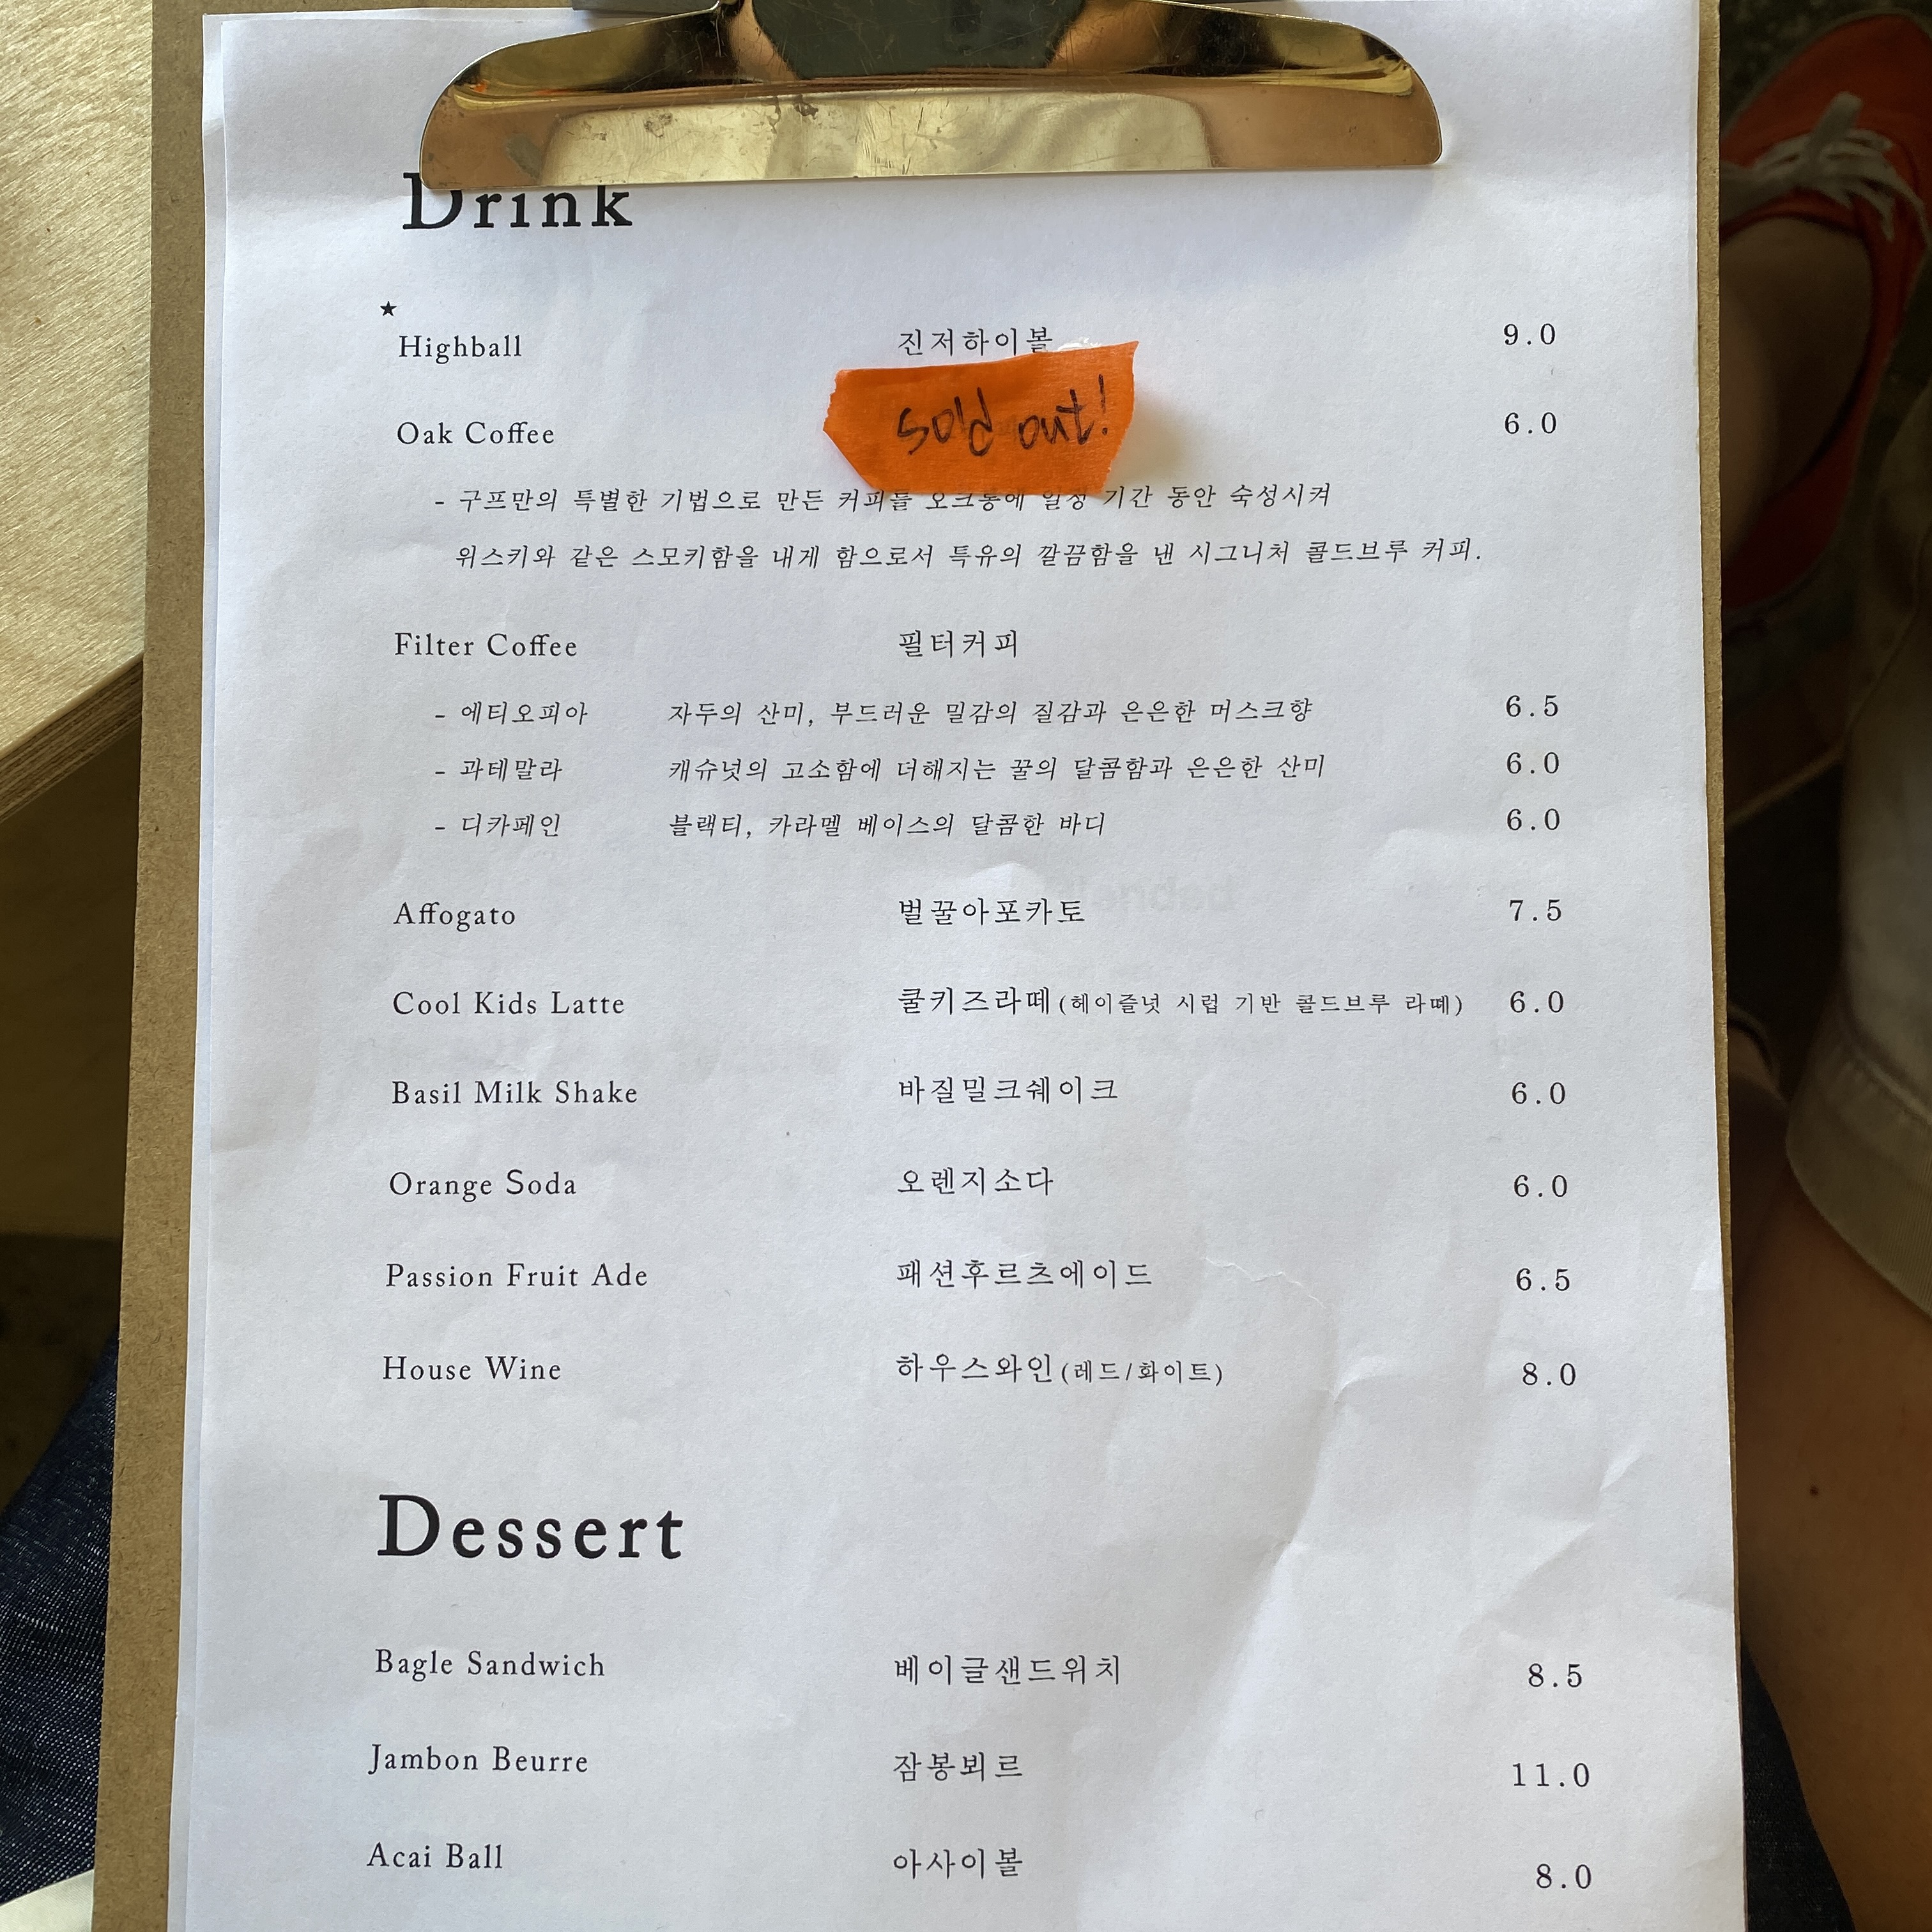 Drink
★
Highball 진저하이볼 9.0
sold out!
Oak Coffee 6.0
- 구프만의 특별한 기법으로 만든 커피를 오크통에 일정 기간 동안 숙성시켜
위스키와 같은 스모키함을 내게 함으로서 특유의 깔끔함을 낸 시그니처 콜드브루 커피.
Filter Coffee 필터커피
- 에티오피아 자두의 산미, 부드러운 밀감의 질감과 은은한 머스크향 6.5
- 과테말라 캐슈넛의 고소함에 더해지는 꿀의 달콤함과 은은한 산미 6.0
- 디카페인 블랙티, 카라멜 베이스의 달콤한 바디 6.0
Affogato 벌꿀아포카토 7.5
Cool Kids Latte 쿨키즈라떼(헤이즐넛 시럽 기반 콜드브루 라떼) 6.0
Basil Milk Shake 바질밀크쉐이크 6.0
Orange Soda 오렌지소다 6.0
Passion Fruit Ade 패션후르츠에이드 6.5
House Wine 하우스와인(레드/화이트) 8.0
Dessert
Bagle Sandwich 베이글샌드위치 8.5
Jambon Beurre 잠봉뵈르 11.0
Acai Ball 아사이볼 8.0